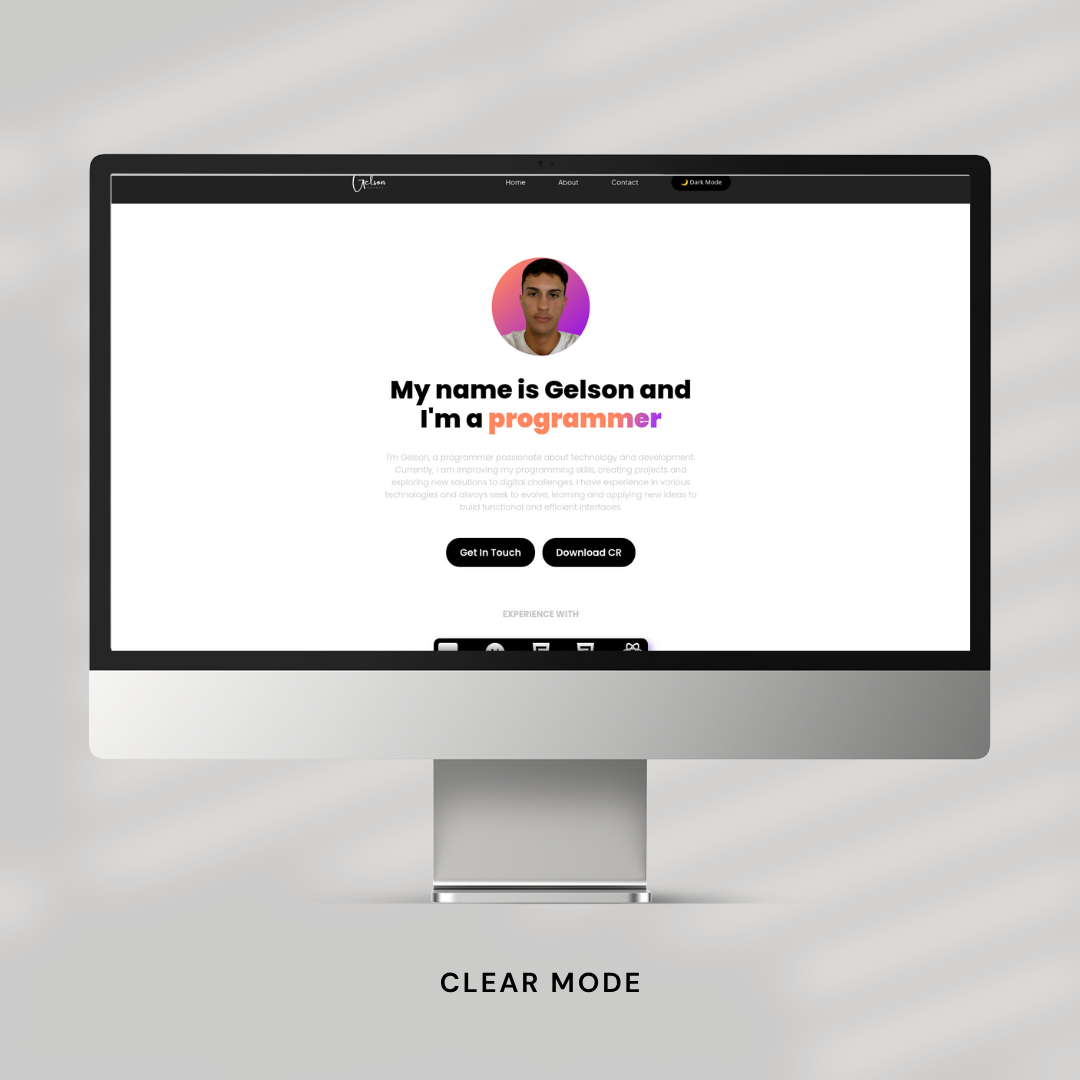 Gelson
Home About Contact 🌙 Dark Mode
My name is Gelson and
I'm a programmer
I'm Gelson, a programmer passionate about technology and development.
Currently, I am improving my programming skills, creating projects and
exploring new solutions to digital challenges. I have experience in various
technologies and always seek to evolve, learning and applying new ideas to
build functional and efficient interfaces.
Get In Touch Download CR
EXPERIENCE WITH
CLEAR MODE